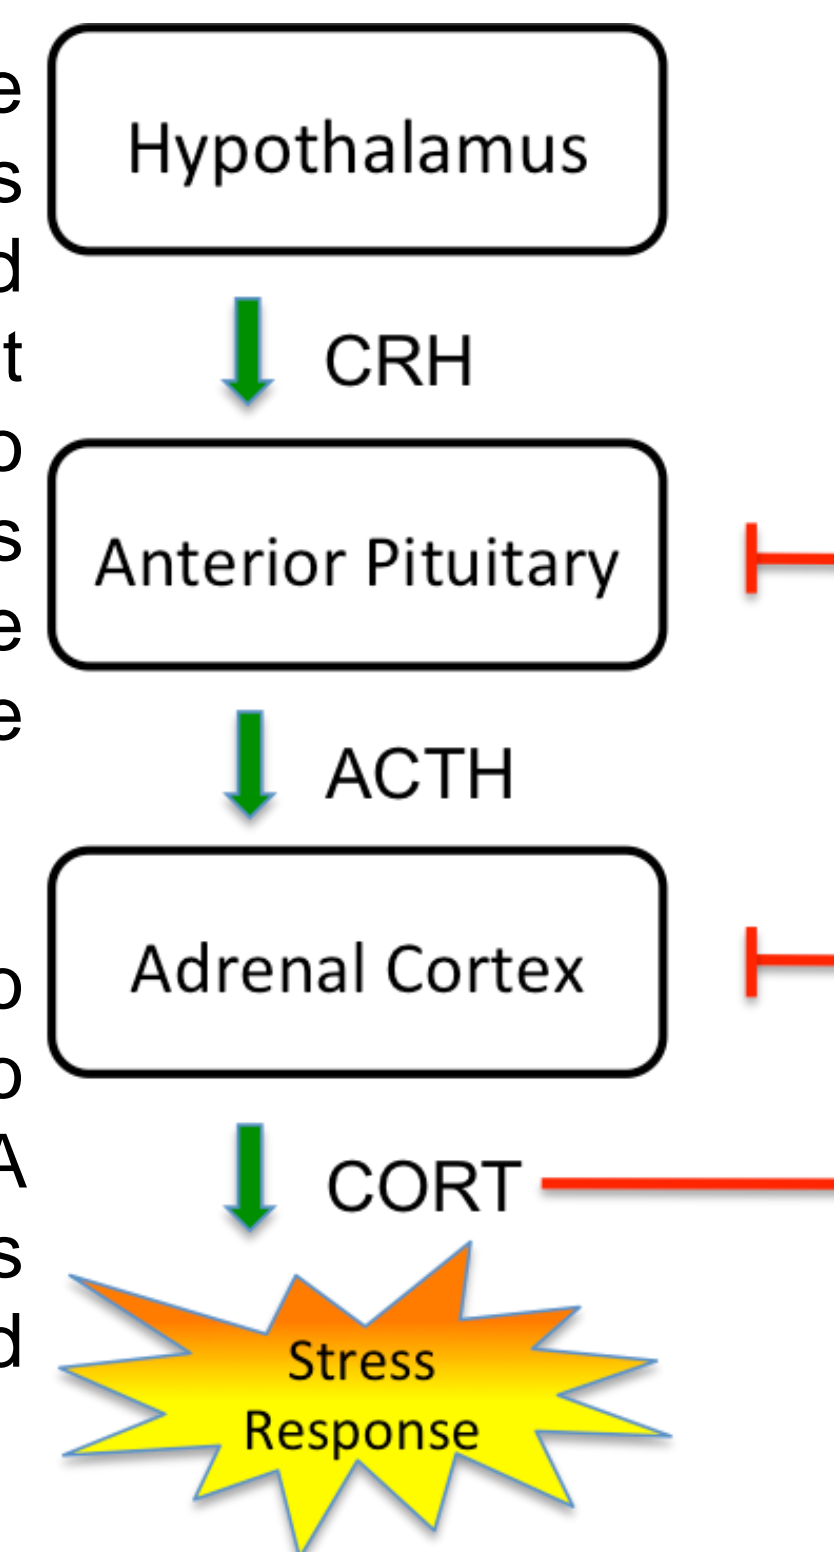 e
s
d
t
o
s
e
e
o
o
A
s
d
Hypothalamus
CRH
Anterior Pituitary
ACTH
Adrenal Cortex
CORT
Stress
Response